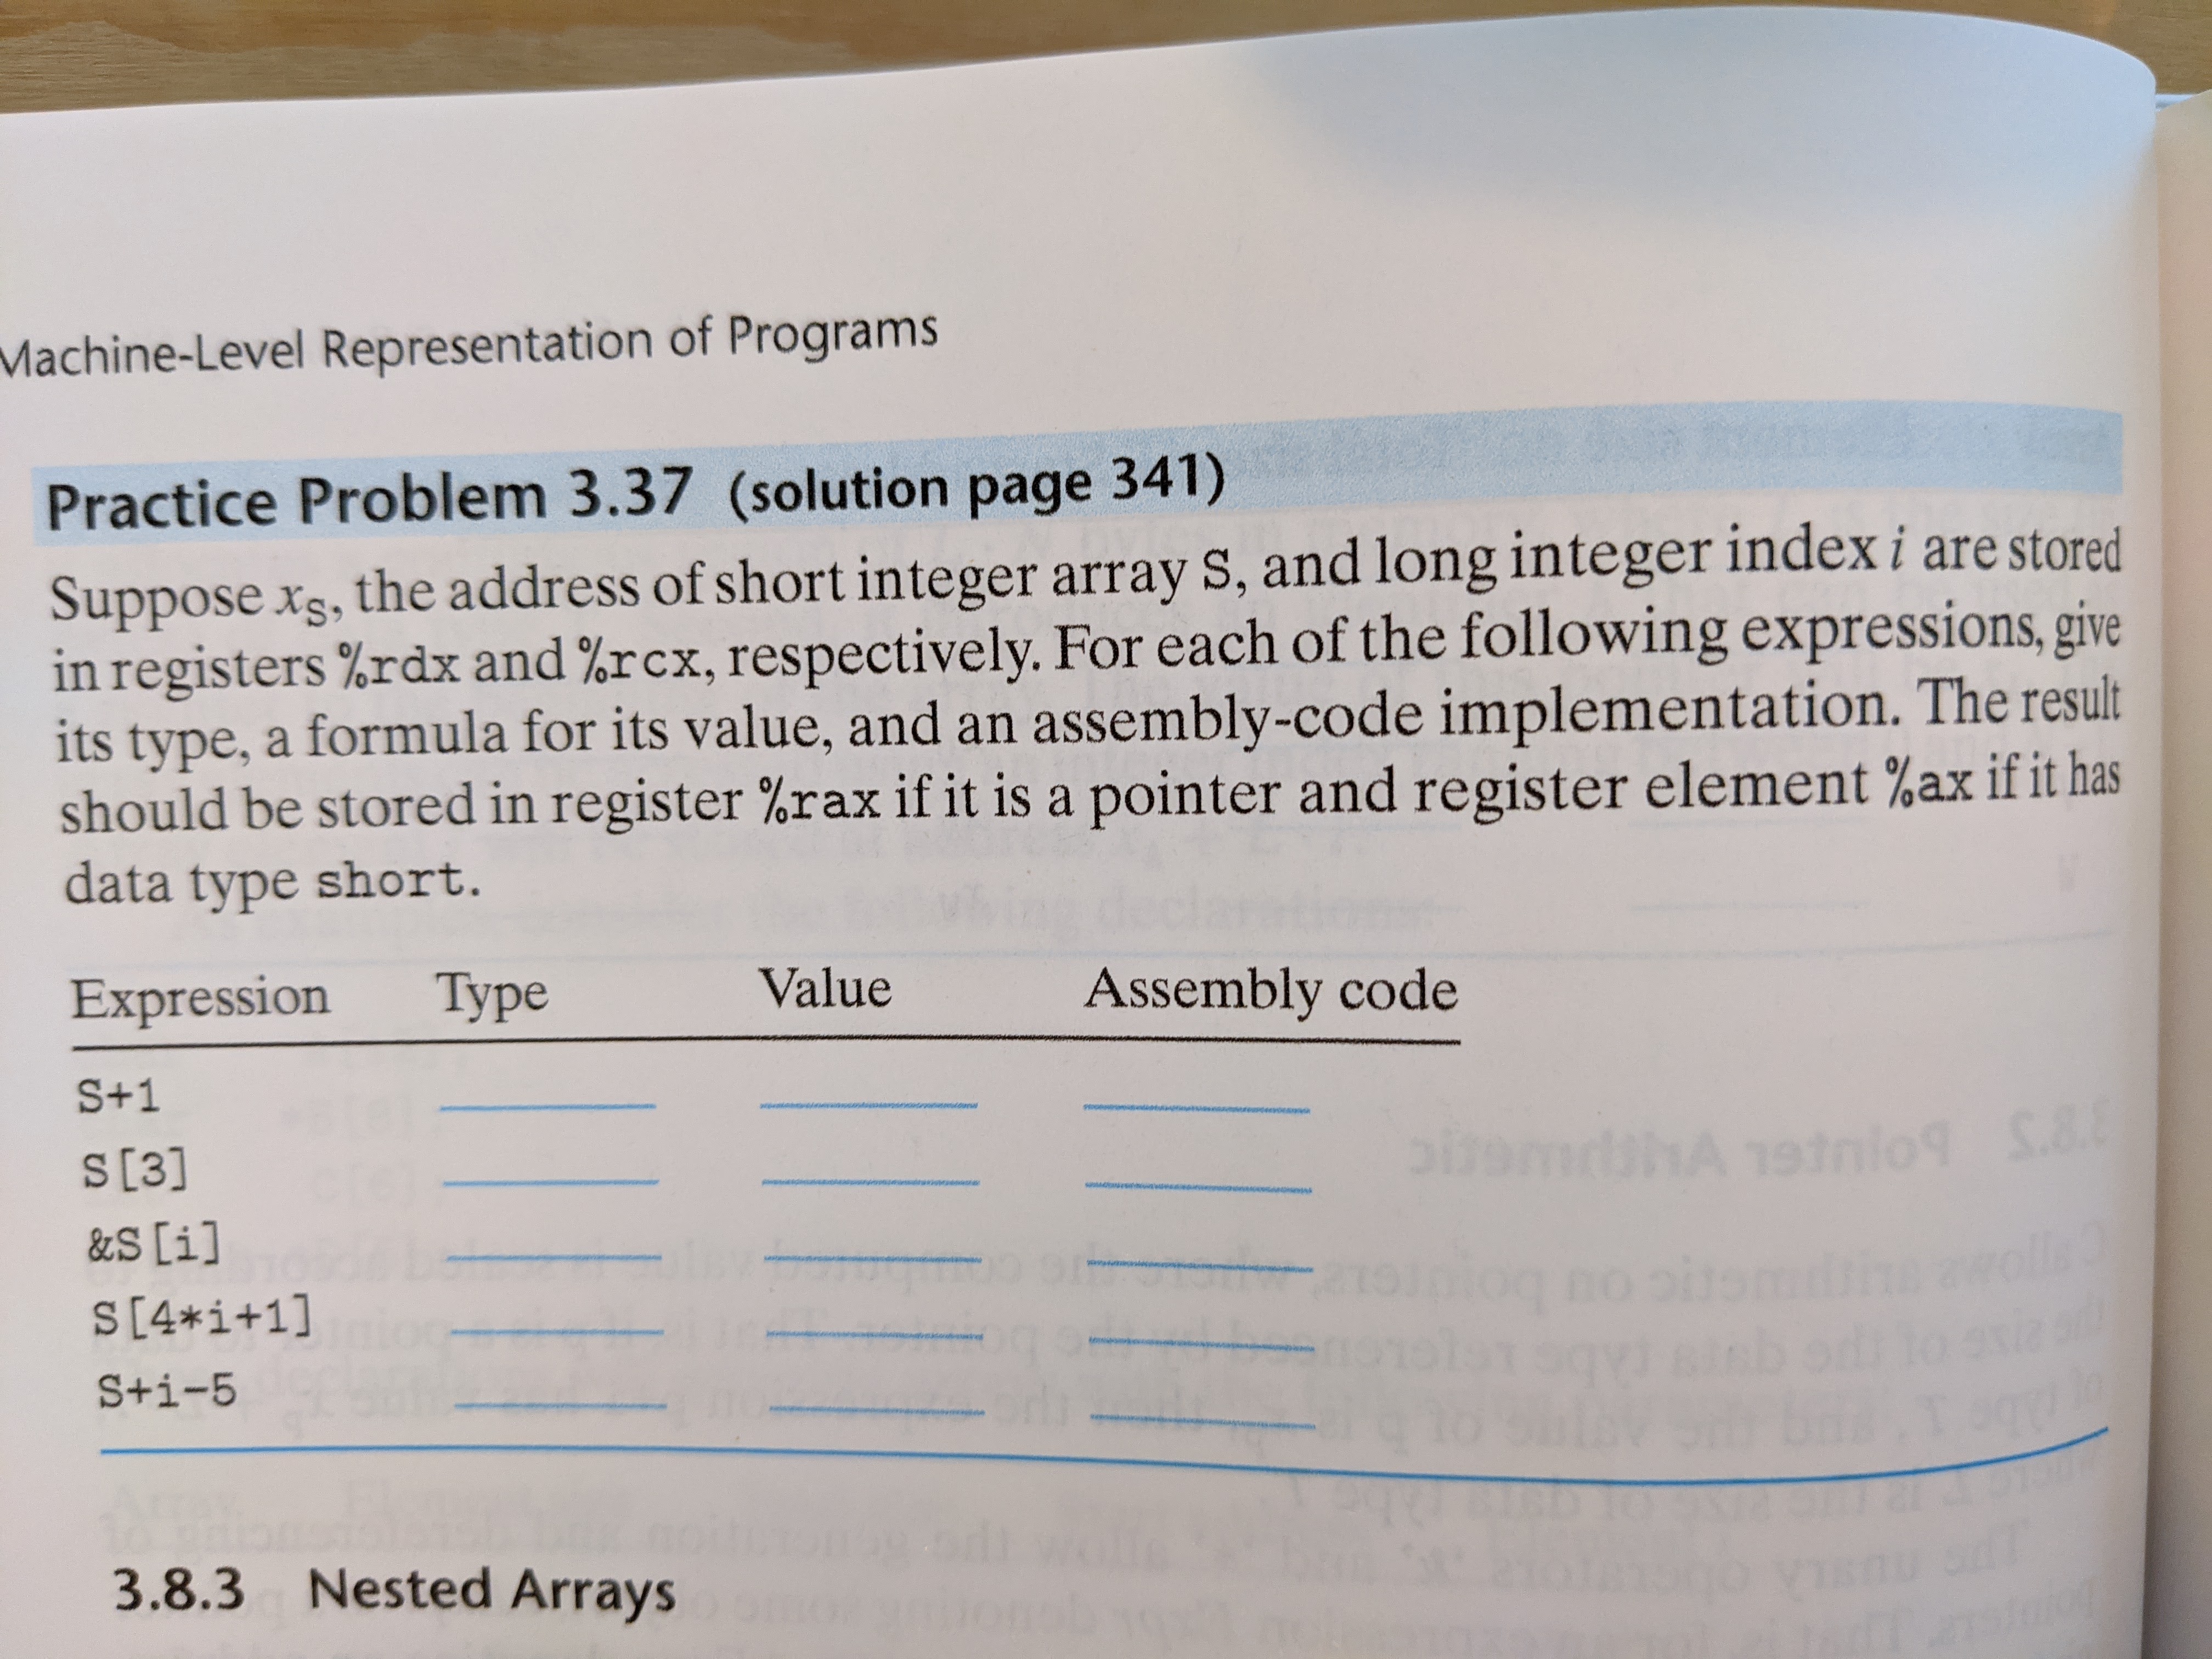 Machine-Level Representation of Programs
Practice Problem 3.37 (solution page 341)
Suppose xS, the address of short integer array S, and long integer index i are stored
in registers %rdx and %rcx, respectively. For each of the following expressions, give
its type, a formula for its value, and an assembly-code implementation. The result
should be stored in register %rax if it is a pointer and register element %ax if it has
data type short.
Expression Type Value Assembly code
S+1
S[3]
&S[i]
S[4*i+1]
S+i-5
3.8.3 Nested Arrays